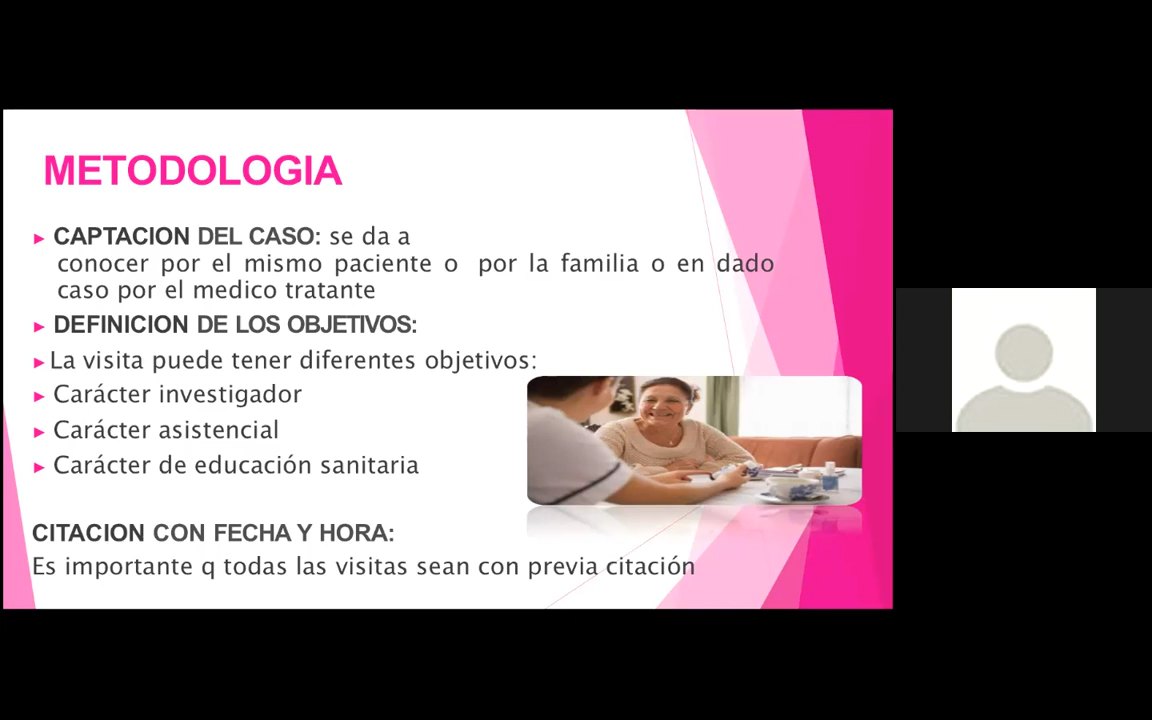 METODOLOGIA
CAPTACION DEL CASO: se da a
conocer por el mismo paciente o por la familia o en dado
caso por el medico tratante
DEFINICION DE LOS OBJETIVOS:
La visita puede tener diferentes objetivos:
Carácter investigador
Carácter asistencial
Carácter de educación sanitaria
CITACION CON FECHA Y HORA:
Es importante q todas las visitas sean con previa citación